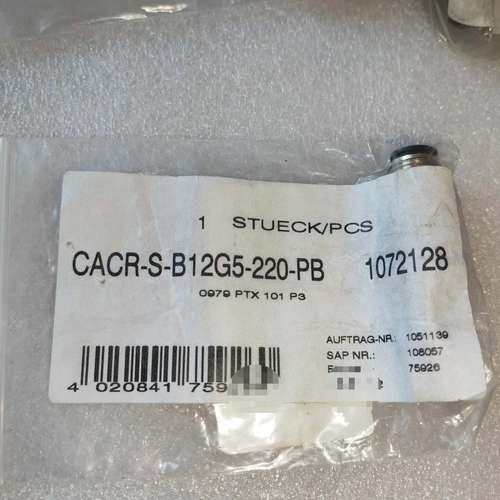 1 STUECK/PCS
CACR-S-B12G5-220-PB 1072128
0979 PTX 101 P3
AUFTRAG-NR.: 1051139
SAP NR.: 108057
75926
4 020841 759